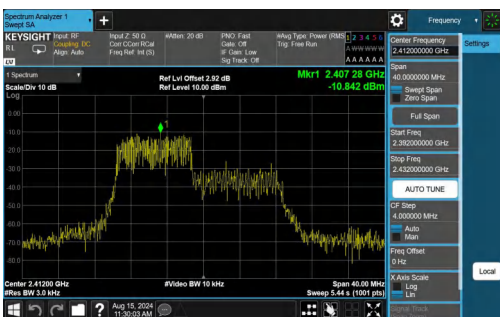 Spectrum Analyzer 1
Swept SA
Frequency
KEYSIGHT
RL
Input: RF
Coupling: DC
Align: Auto
Input Z: 50 Ω
Corr CCorr RCal
Freq Ref: Int (S)
#Atten: 20 dB
PNO: Fast
Gate: Off
IF Gain: Low
Sig Track: Off
#Avg Type: Power (RMS
Trig: Free Run
1 2 3 4 5 6
A A A A A A
LXI
1 Spectrum
Scale/Div 10 dB
Log
Ref Lvl Offset 2.92 dB
Ref Level 10.00 dBm
Mkr1 2.407 28 GHz
-10.842 dBm
1
0.00
-10.0
-20.0
-30.0
-40.0
-50.0
-60.0
-70.0
-80.0
Center 2.41200 GHz
#Res BW 3.0 kHz
#Video BW 10 kHz
Span 40.00 MHz
Sweep 5.44 s (1001 pts)
Aug 15, 2024
11:30:03 AM
Center Frequency
2.412000000 GHz
Span
40.0000000 MHz
Swept Span
Zero Span
Full Span
Start Freq
2.392000000 GHz
Stop Freq
2.432000000 GHz
AUTO TUNE
CF Step
4.000000 MHz
Auto
Man
Freq Offset
0 Hz
X Axis Scale
Log
Lin
Signal Track
Settings
Local